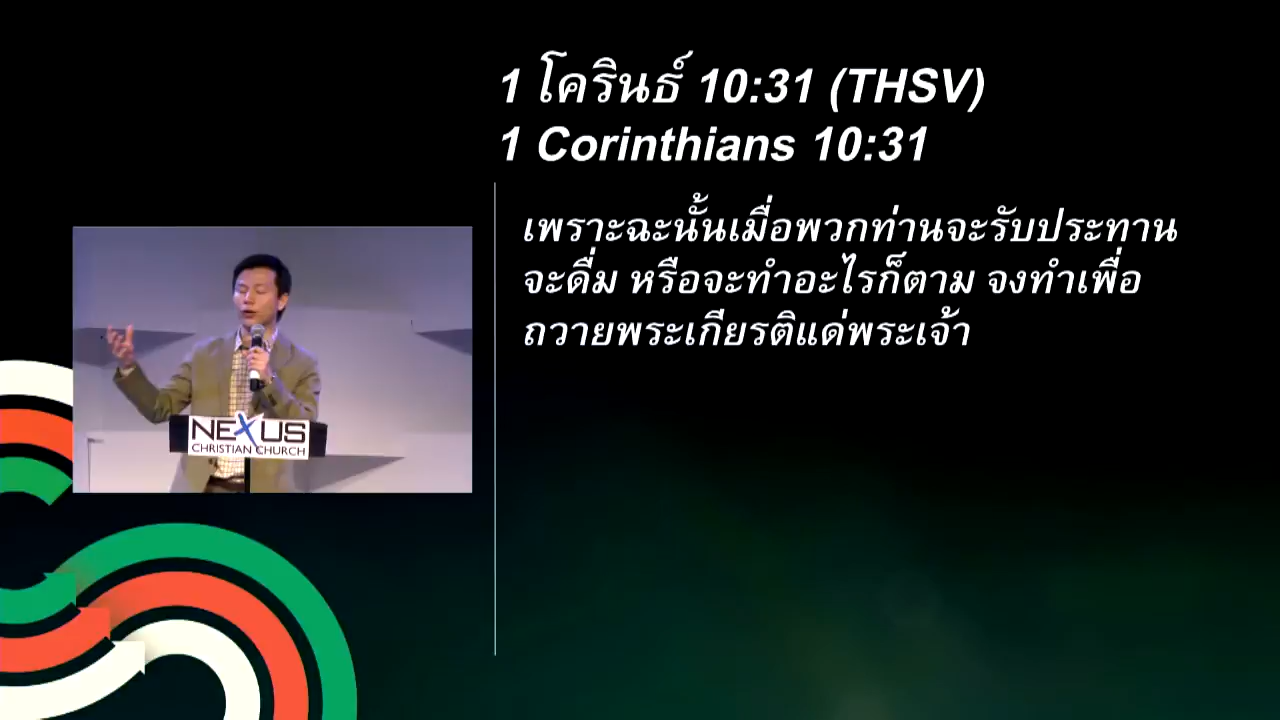 1 โครินธ์ 10:31 (THSV)
1 Corinthians 10:31
เพราะฉะนั้นเมื่อพวกท่านจะรับประทาน
จะดื่ม หรือจะทำอะไรก็ตาม จงทำเพื่อ
ถวายพระเกียรติแด่พระเจ้า
NEXUS
CHRISTIAN CHURCH